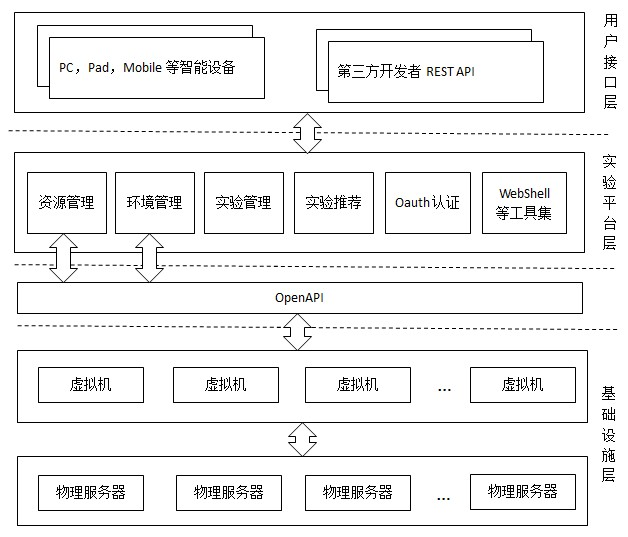 PC，Pad，Mobile 等智能设备
第三方开发者 REST API
用户接口层
资源管理
环境管理
实验管理
实验推荐
Oauth 认证
WebShell
等工具集
实验平台层
OpenAPI
虚拟机
虚拟机
虚拟机
...
虚拟机
基础设施层
物理服务器
物理服务器
物理服务器
...
物理服务器